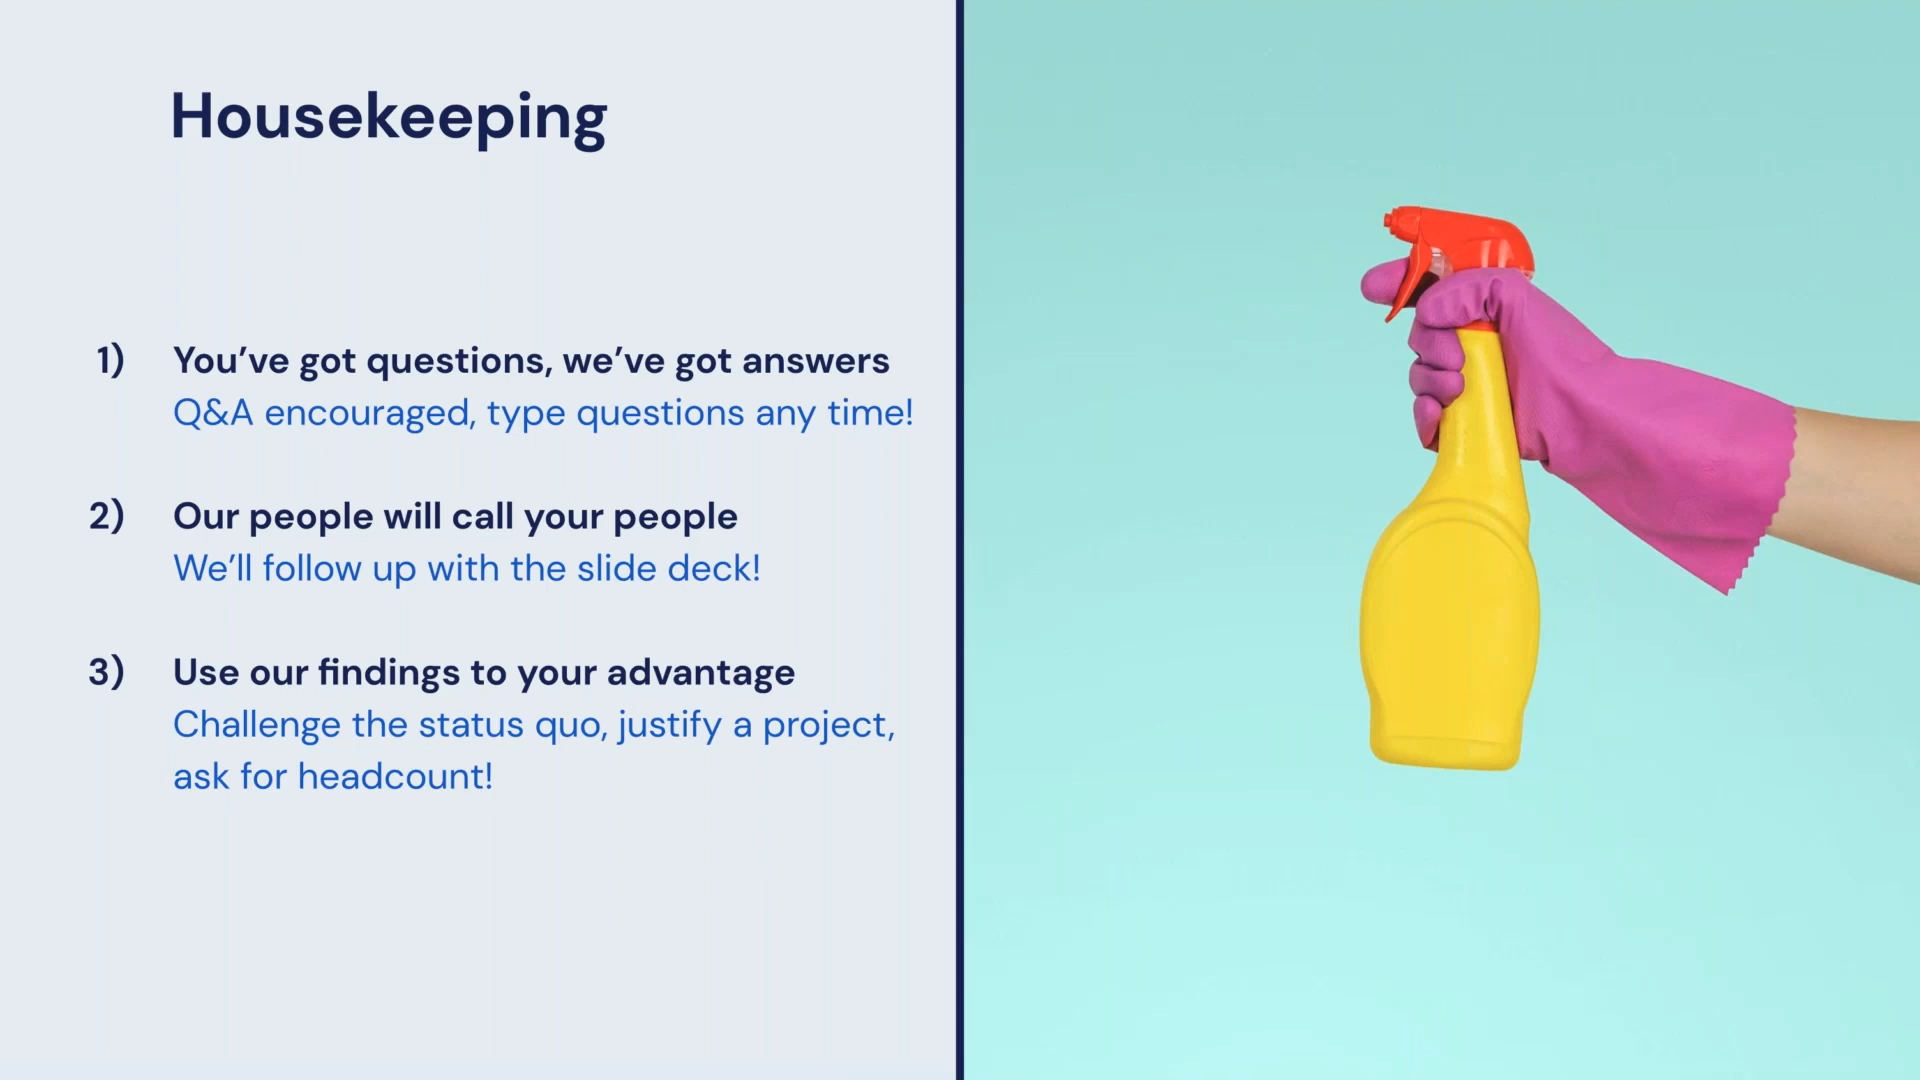 Housekeeping
1) You’ve got questions, we’ve got answers
Q&A encouraged, type questions any time!
2) Our people will call your people
We’ll follow up with the slide deck!
3) Use our findings to your advantage
Challenge the status quo, justify a project,
ask for headcount!